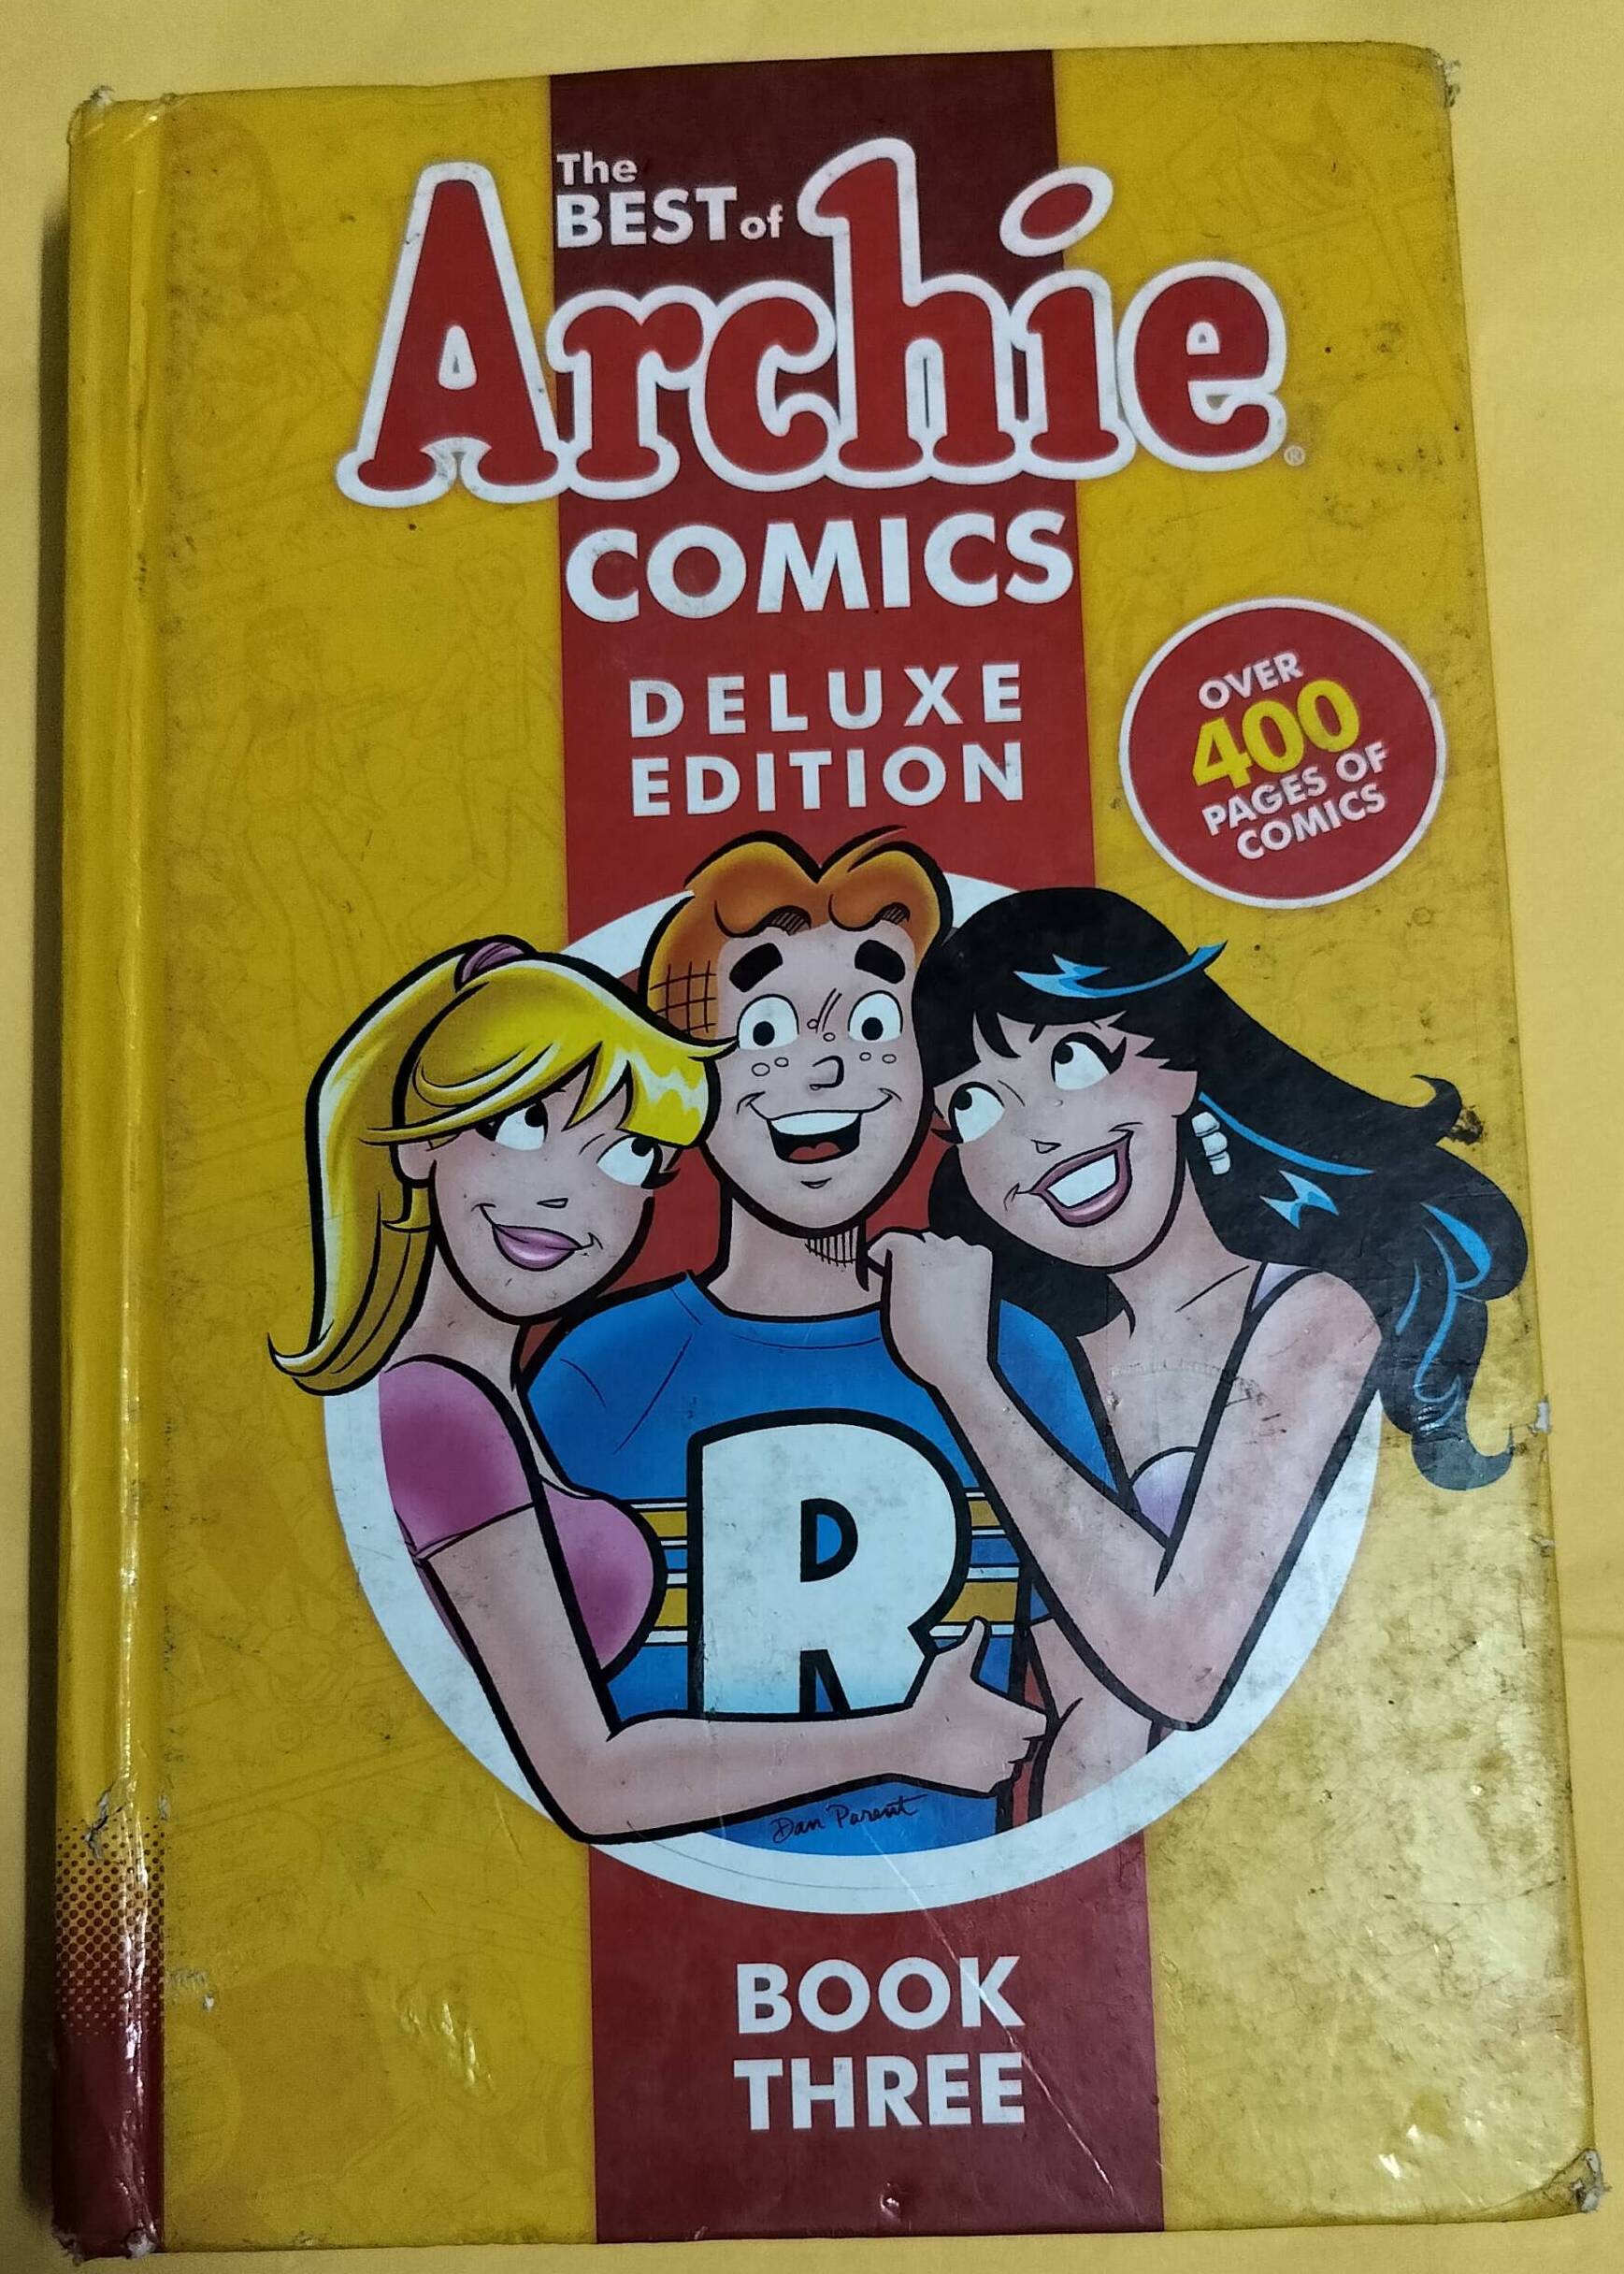 The
BEST of
Archie®
COMICS
DELUXE
EDITION
OVER
400
PAGES OF
COMICS
R
Dan Parent
BOOK
THREE